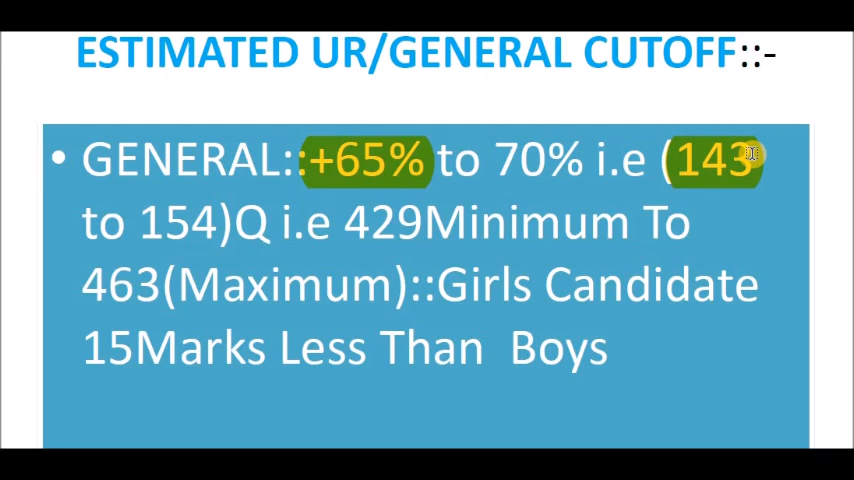 ESTIMATED UR/GENERAL CUTOFF::-
• GENERAL::+65% to 70% i.e (143
to 154)Q i.e 429Minimum To
463(Maximum)::Girls Candidate
15Marks Less Than Boys